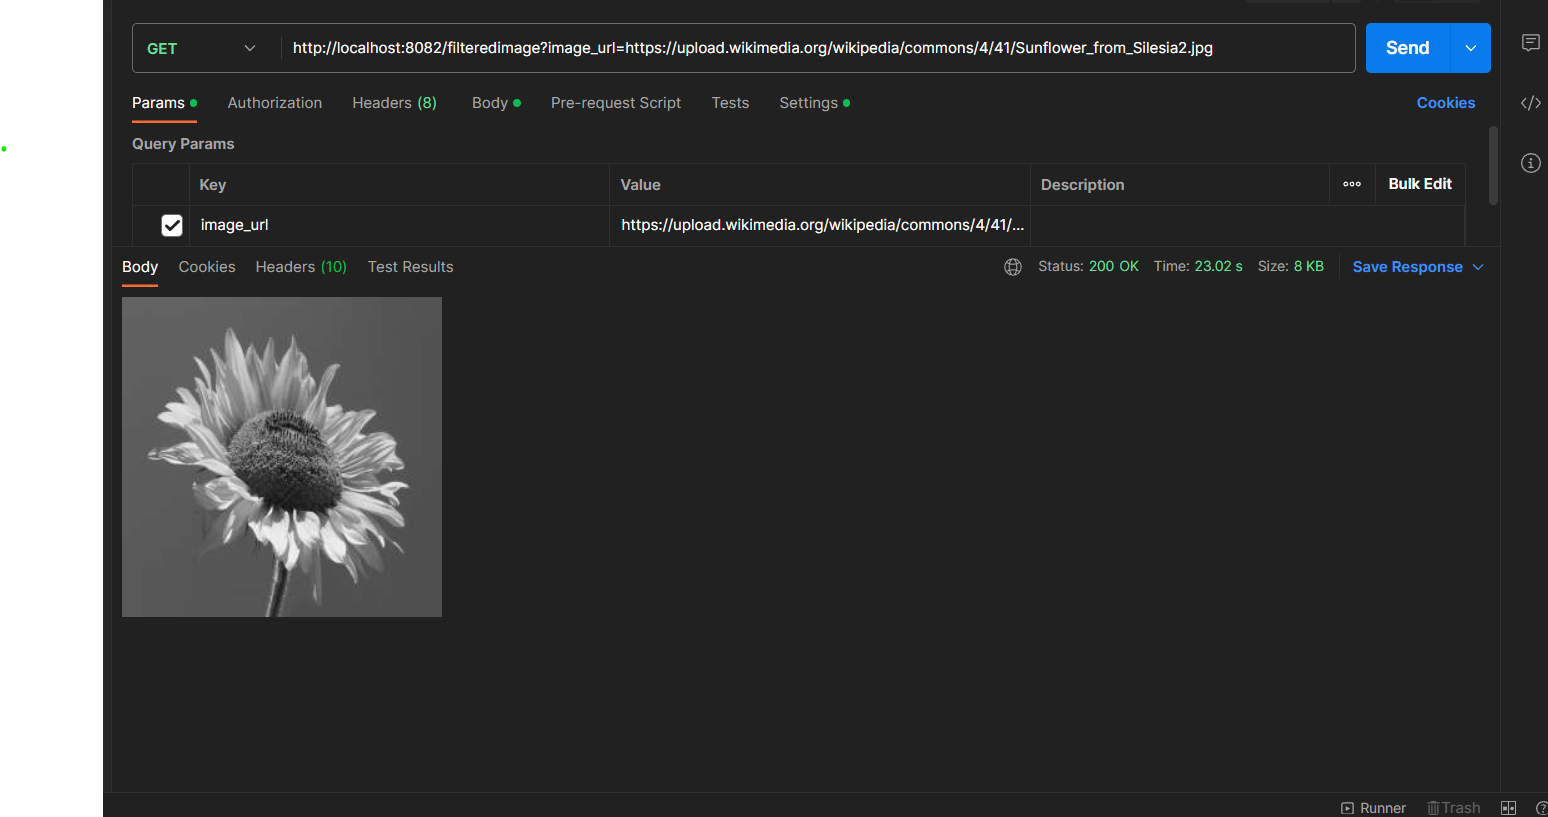 GET http://localhost:8082/filteredimage?image_url=https://upload.wikimedia.org/wikipedia/commons/4/41/Sunflower_from_Silesia2.jpg Send
Params Authorization Headers (8) Body Pre-request Script Tests Settings Cookies
Query Params
Key Value Description Bulk Edit
image_url https://upload.wikimedia.org/wikipedia/commons/4/41/...
Body Cookies Headers (10) Test Results Status: 200 OK Time: 23.02 s Size: 8 KB Save Response
Runner Trash